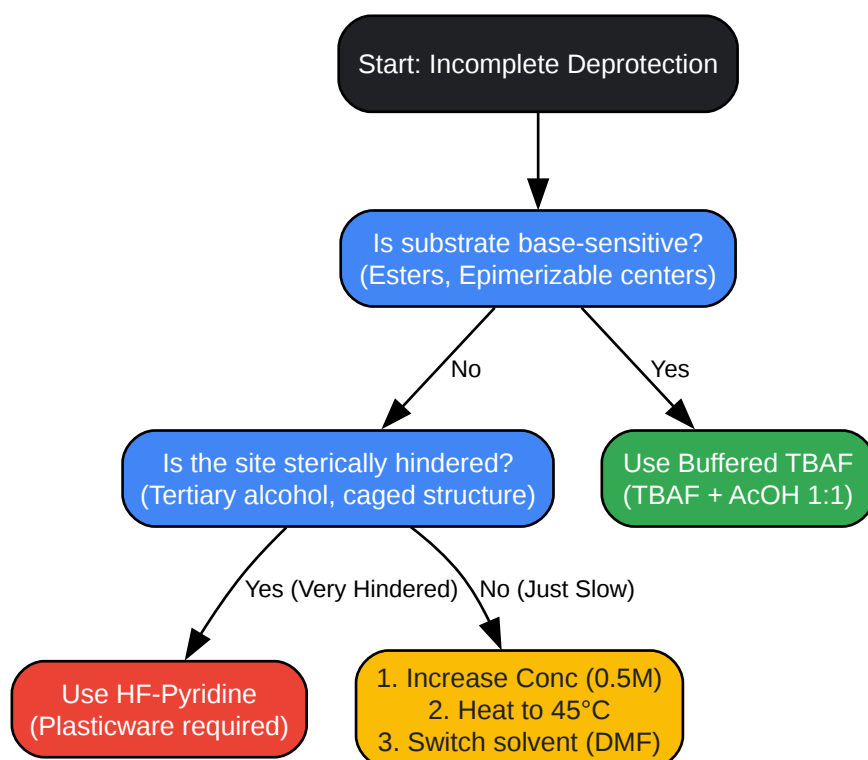 Start: Incomplete Deprotection
Is substrate base-sensitive?
(Esters, Epimerizable centers)
No
Yes
Is the site sterically hindered?
(Tertiary alcohol, caged structure)
Use Buffered TBAF
(TBAF + AcOH 1:1)
Yes (Very Hindered)
No (Just Slow)
Use HF-Pyridine
(Plasticware required)
1. Increase Conc (0.5M)
2. Heat to 45°C
3. Switch solvent (DMF)